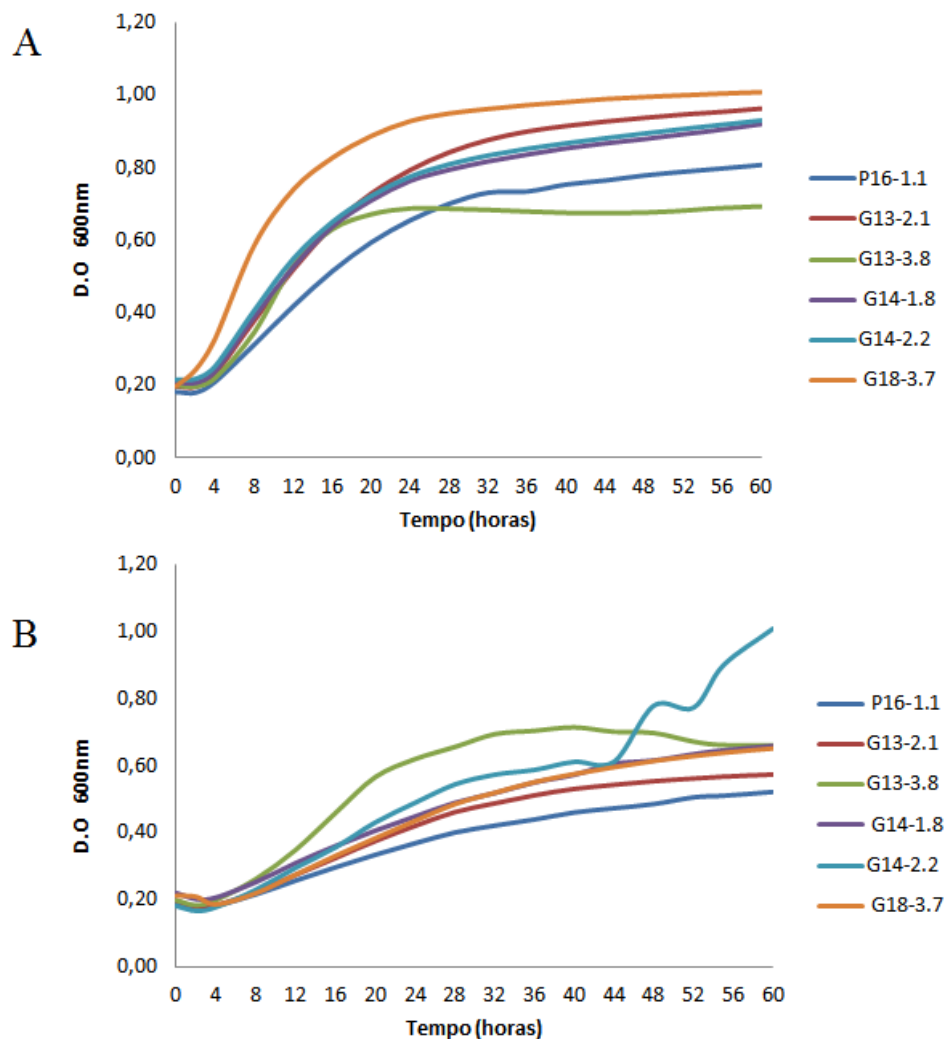 A
1,20
1,00
0,80
0,60
0,40
0,20
0,00
D.O 600nm
0 4 8 12 16 20 24 28 32 36 40 44 48 52 56 60
Tempo (horas)
P16-1.1
G13-2.1
G13-3.8
G14-1.8
G14-2.2
G18-3.7
B
1,20
1,00
0,80
0,60
0,40
0,20
0,00
D.O 600nm
0 4 8 12 16 20 24 28 32 36 40 44 48 52 56 60
Tempo (horas)
P16-1.1
G13-2.1
G13-3.8
G14-1.8
G14-2.2
G18-3.7